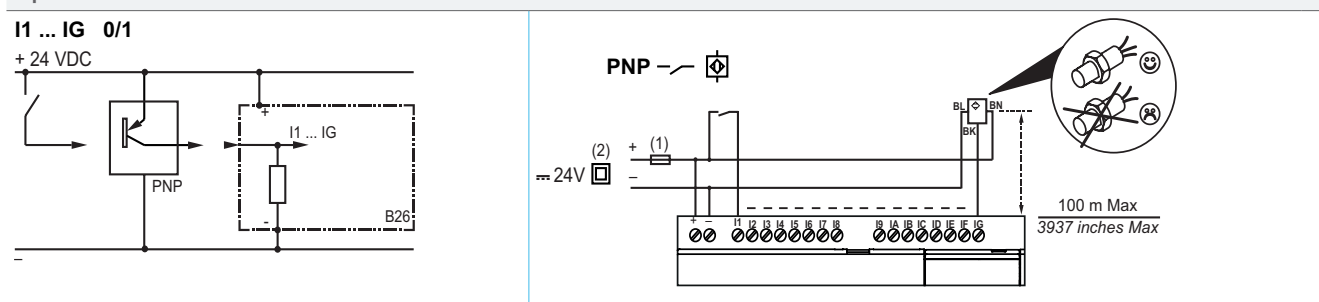 I1 ... IG 0/1
+ 24 VDC
PNP
+
I1 ... IG
-
B26
–
PNP
BL
BN
BK
(2)
+
(1)
24V
–
+ – I1 I2 I3 I4 I5 I6 I7 I8 I9 IA IB IC ID IE IF IG
100 m Max
3937 inches Max